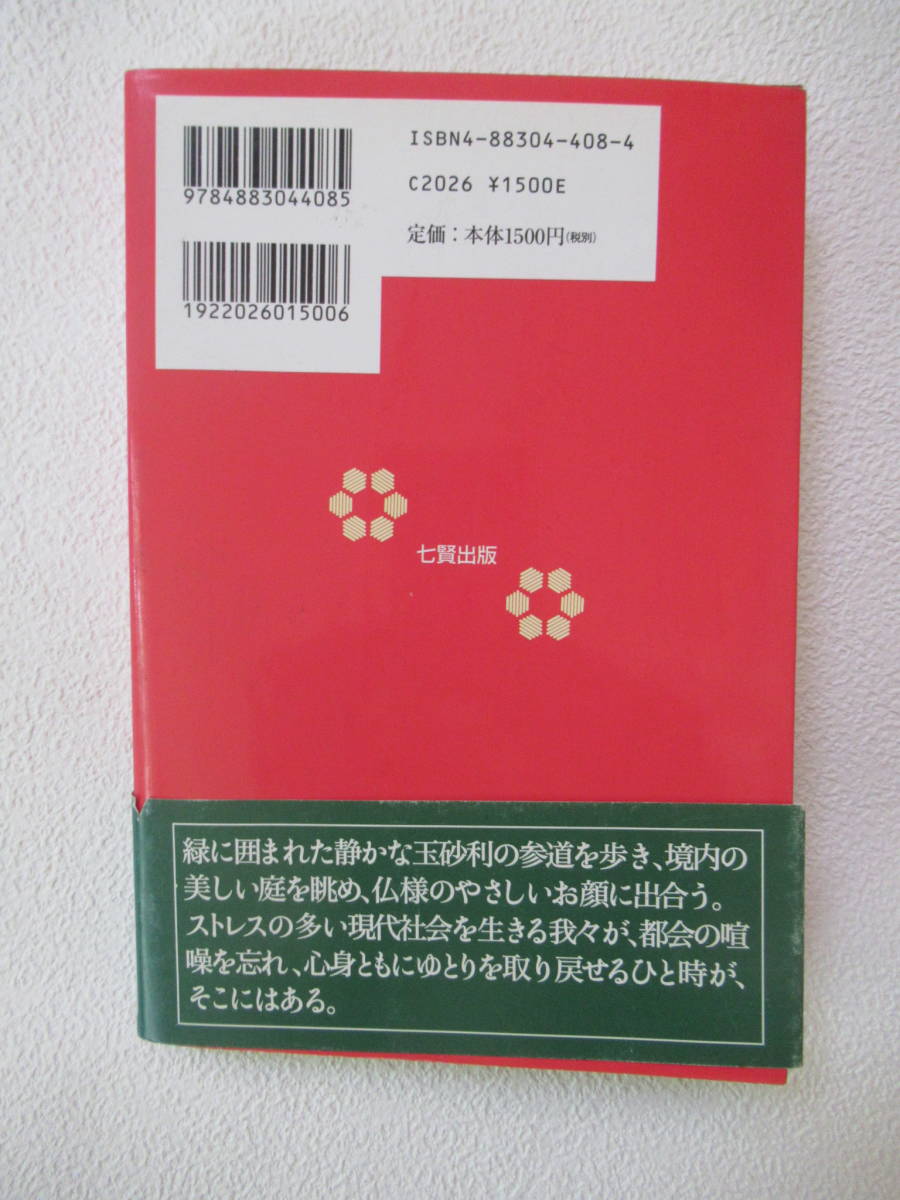 ISBN4-88304-408-4
C2026 ¥1500E
定価：本体1500円(税別)
9784883044085
1922026015006
七賢出版
緑に囲まれた静かな玉砂利の参道を歩き、境内の
美しい庭を眺め、仏様のやさしいお顔に出合う。
ストレスの多い現代社会を生きる我々が、都会の喧
噪を忘れ、心身ともにゆとりを取り戻せるひと時が、
そこにはある。